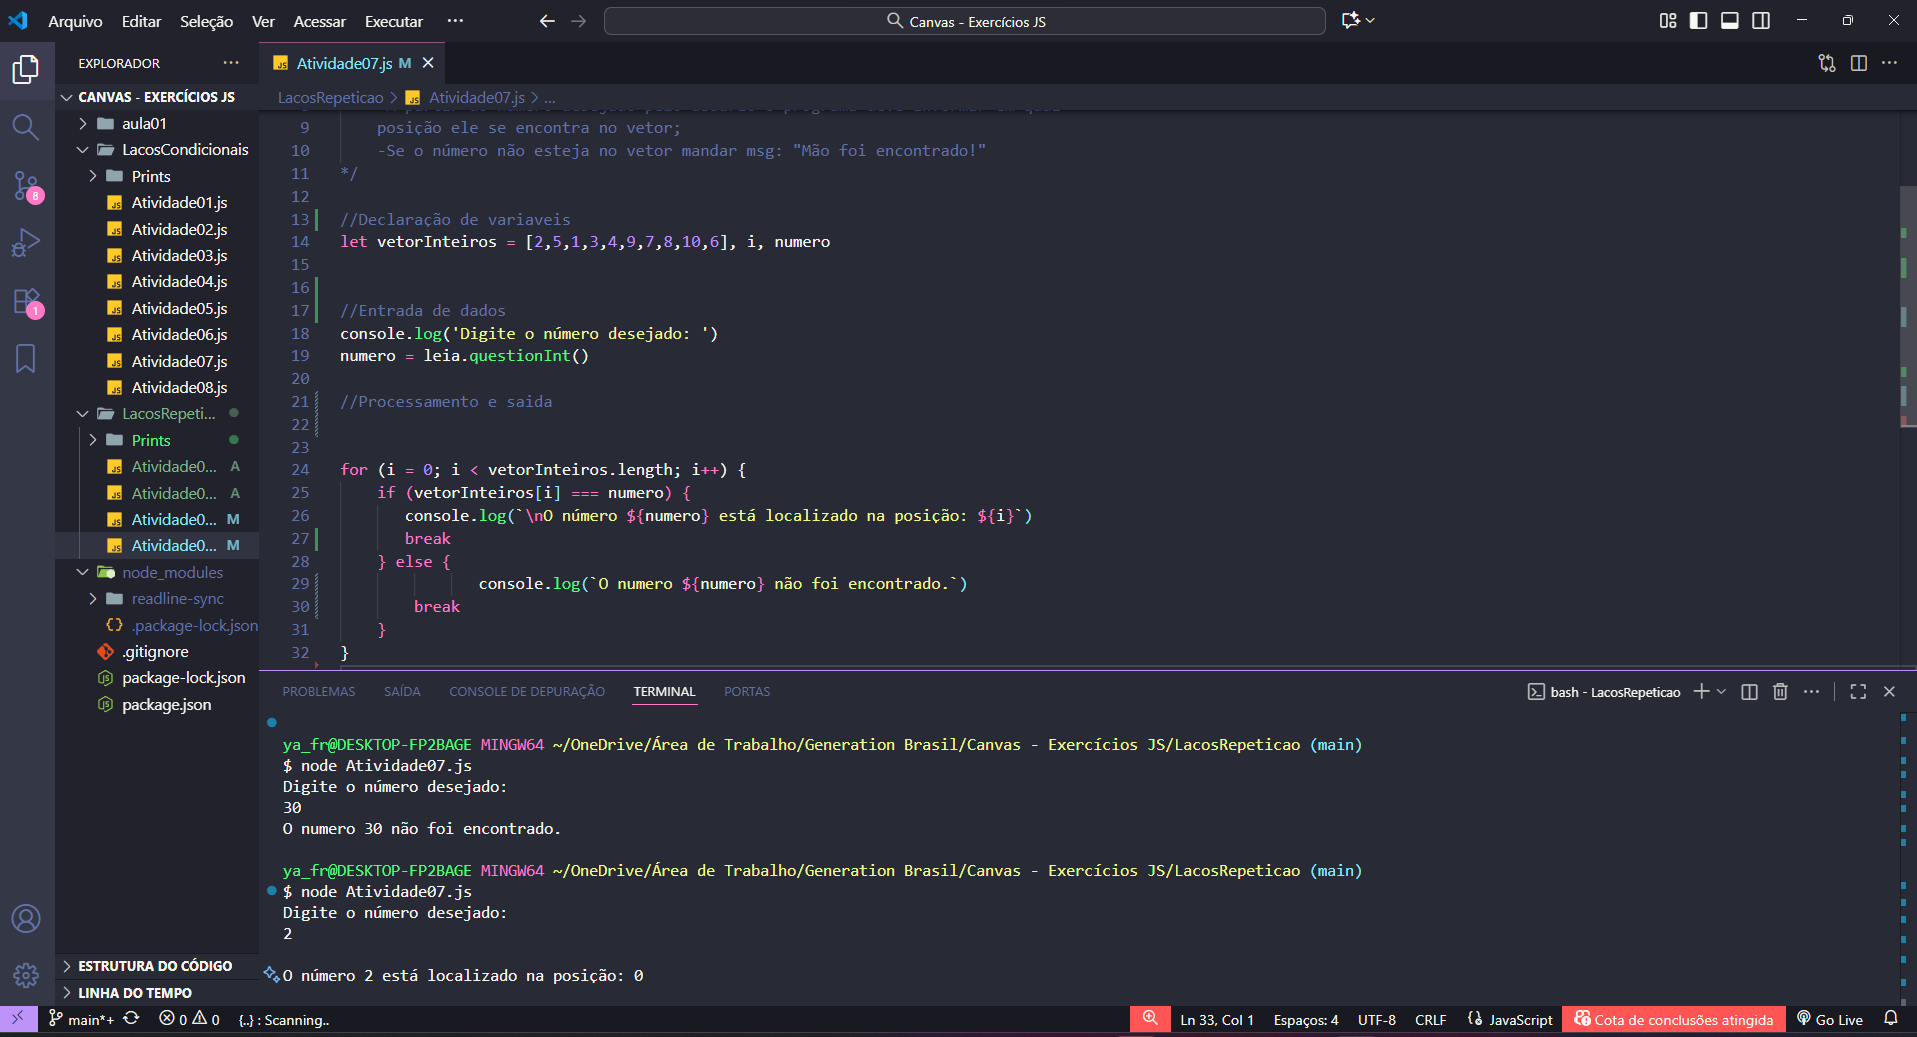 Arquivo Editar Seleção Ver Acessar Executar ···
Canvas - Exercícios JS
EXPLORADOR ···
CANVAS - EXERCÍCIOS JS
aula01
LacosCondicionais
Prints
Atividade01.js
Atividade02.js
Atividade03.js
Atividade04.js
Atividade05.js
Atividade06.js
Atividade07.js
Atividade08.js
LacosRepeti...
Prints
Atividade0... A
Atividade0... A
Atividade0... M
Atividade0... M
node_modules
readline-sync
.package-lock.json
.gitignore
package-lock.json
package.json
ESTRUTURA DO CÓDIGO
LINHA DO TEMPO
8
1
Atividade07.js M
LacosRepeticao > Atividade07.js > ...
9 posição ele se encontra no vetor;
10 -Se o número não esteja no vetor mandar msg: "Mão foi encontrado!"
11 */
12
13 //Declaração de variaveis
14 let vetorInteiros = [2,5,1,3,4,9,7,8,10,6], i, numero
15
16
17 //Entrada de dados
18 console.log('Digite o número desejado: ')
19 numero = leia.questionInt()
20
21 //Processamento e saida
22
23
24 for (i = 0; i < vetorInteiros.length; i++) {
25 if (vetorInteiros[i] === numero) {
26 console.log(`\nO número ${numero} está localizado na posição: ${i}`)
27 break
28 } else {
29 console.log(`O numero ${numero} não foi encontrado.`)
30 break
31 }
32 }
PROBLEMAS SAÍDA CONSOLE DE DEPURAÇÃO TERMINAL PORTAS
bash - LacosRepeticao
ya_fr@DESKTOP-FP2BAGE MINGW64 ~/OneDrive/Área de Trabalho/Generation Brasil/Canvas - Exercícios JS/LacosRepeticao (main)
$ node Atividade07.js
Digite o número desejado:
30
O numero 30 não foi encontrado.
ya_fr@DESKTOP-FP2BAGE MINGW64 ~/OneDrive/Área de Trabalho/Generation Brasil/Canvas - Exercícios JS/LacosRepeticao (main)
$ node Atividade07.js
Digite o número desejado:
2
O número 2 está localizado na posição: 0
main*+ 0 0 {..} : Scanning..
Ln 33, Col 1 Espaços: 4 UTF-8 CRLF JavaScript Cota de conclusões atingida Go Live